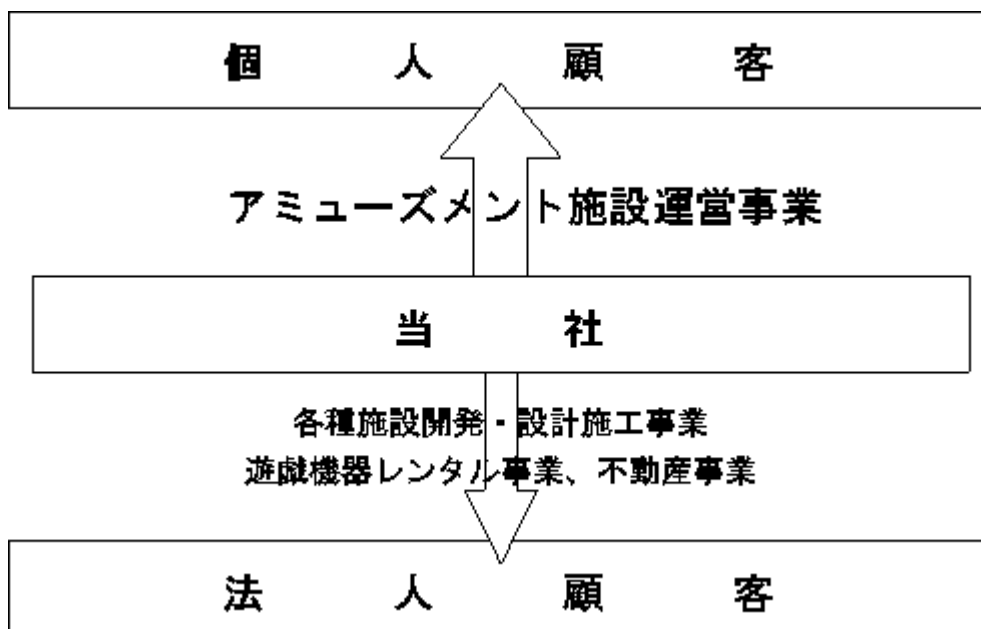 個人顧客
アミューズメント施設運営事業
当社
各種施設開発・設計施工事業
遊戯機器レンタル事業、不動産事業
法人顧客